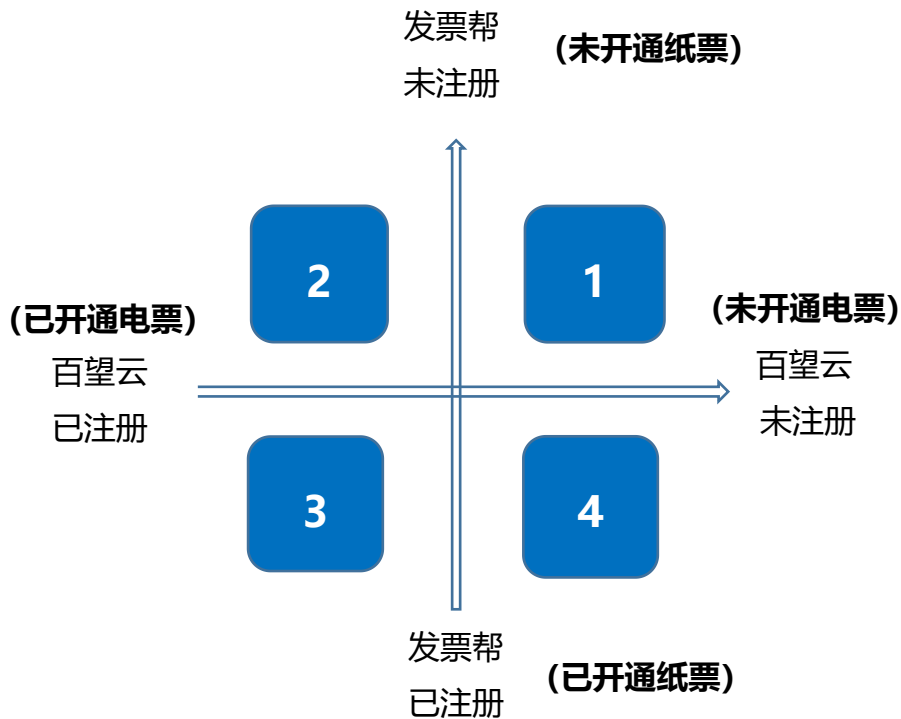 发票帮
未注册
（未开通纸票）
2
1
（已开通电票）
百望云
已注册
（未开通电票）
百望云
未注册
3
4
发票帮
已注册
（已开通纸票）